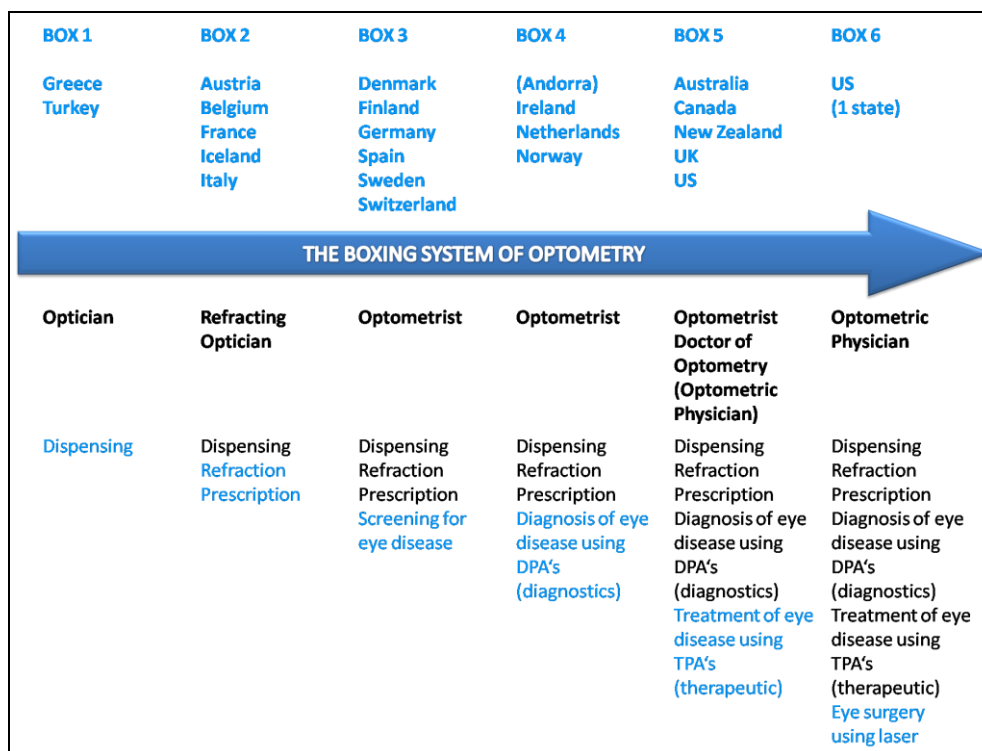 BOX 1
Greece
Turkey
BOX 2
Austria
Belgium
France
Iceland
Italy
BOX 3
Denmark
Finland
Germany
Spain
Sweden
Switzerland
BOX 4
(Andorra)
Ireland
Netherlands
Norway
BOX 5
Australia
Canada
New Zealand
UK
US
BOX 6
US
(1 state)
THE BOXING SYSTEM OF OPTOMETRY
Optician
Refracting
Optician
Optometrist
Optometrist
Optometrist
Doctor of
Optometry
(Optometric
Physician)
Optometric
Physician
Dispensing
Dispensing
Refraction
Prescription
Dispensing
Refraction
Prescription
Screening for
eye disease
Dispensing
Refraction
Prescription
Diagnosis of eye
disease using
DPA‘s
(diagnostics)
Dispensing
Refraction
Prescription
Diagnosis of eye
disease using
DPA‘s
(diagnostics)
Treatment of eye
disease using
TPA‘s
(therapeutic)
Dispensing
Refraction
Prescription
Diagnosis of eye
disease using
DPA‘s
(diagnostics)
Treatment of eye
disease using
TPA‘s
(therapeutic)
Eye surgery
using laser